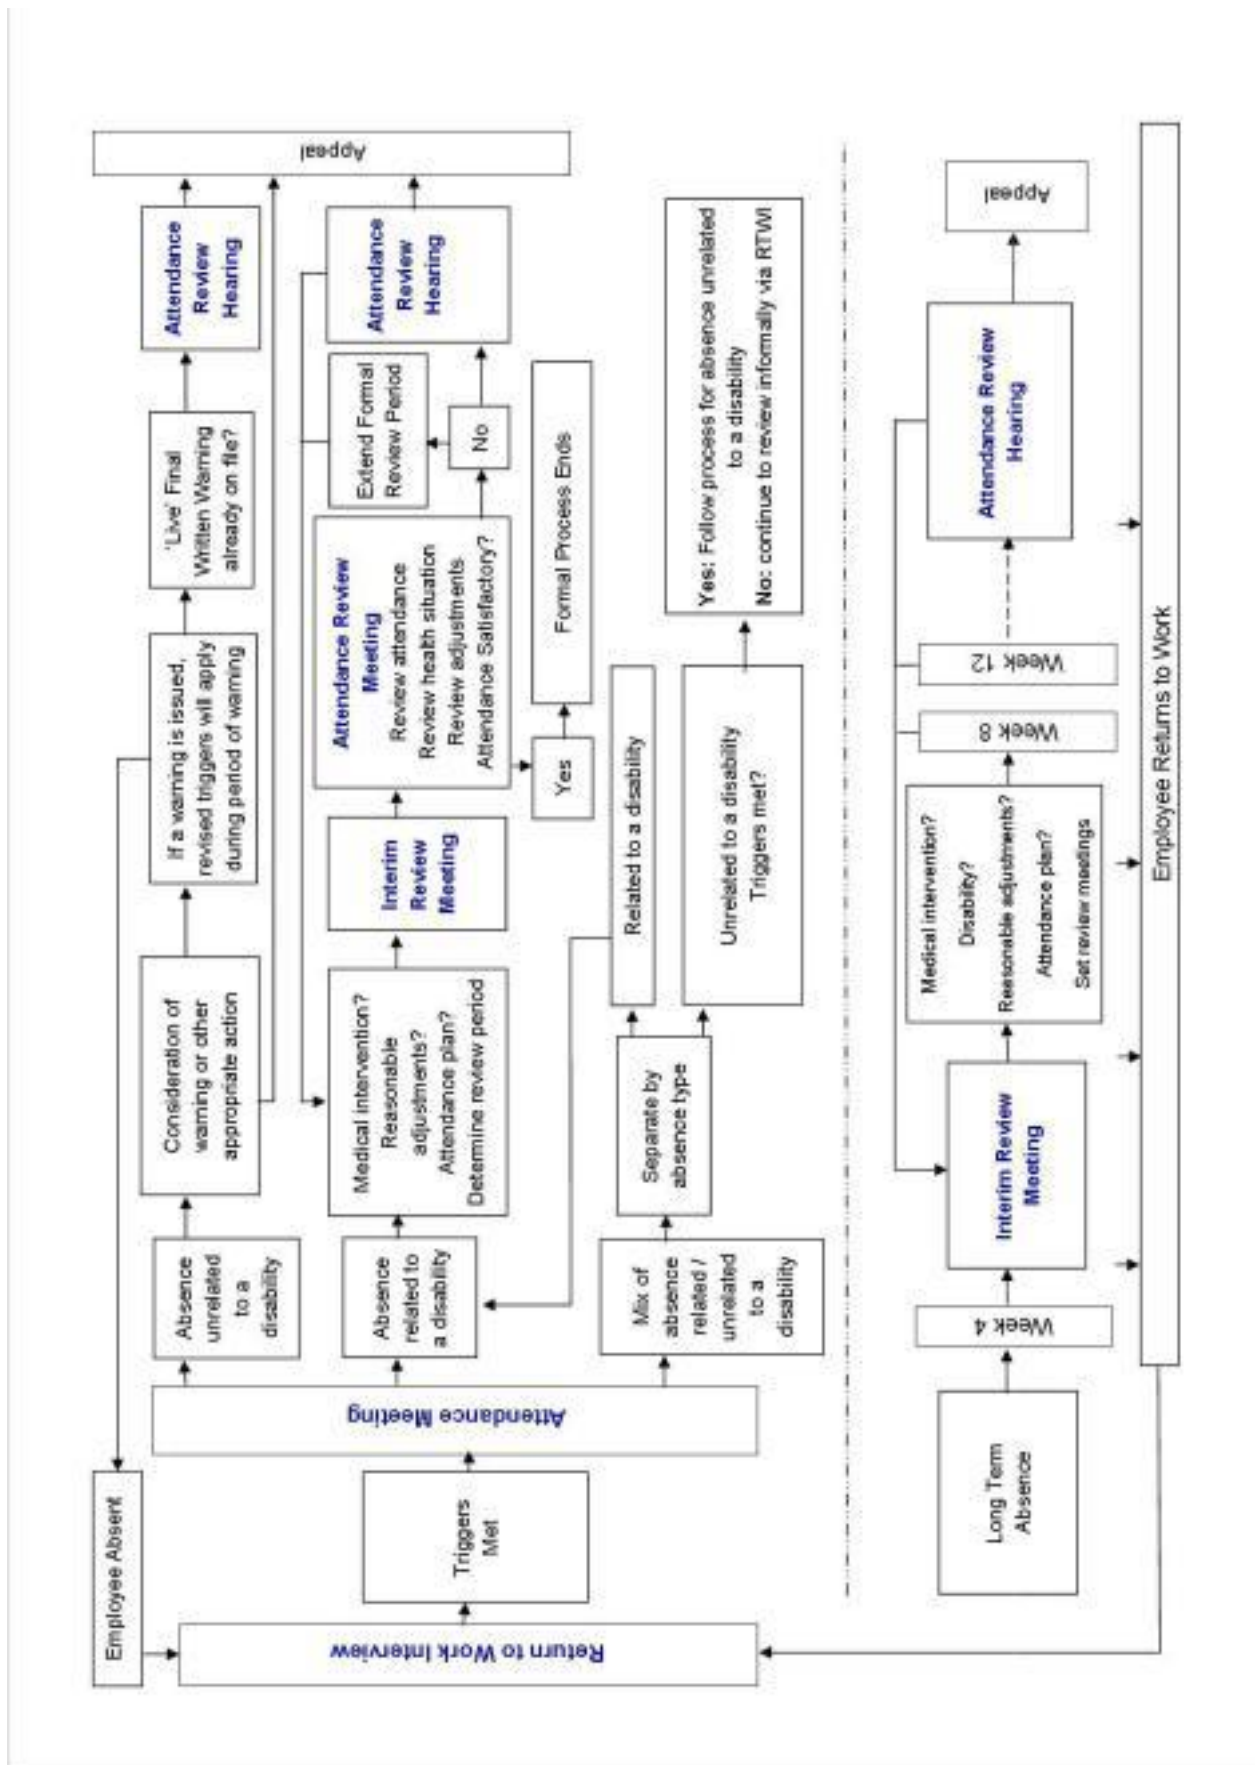 Employee Absent
Return to Work Interview
Triggers
Met
Attendance Meeting
Absence
unrelated
to a
disability
Consideration of
warning or other
appropriate action
If a warning is issued,
revised triggers will apply
during period of warning
'Live' Final
Written Warning
already on file?
Attendance
Review
Hearing
Appeal
Absence
related to
a disability
Medical intervention?
Reasonable
adjustments?
Attendance plan?
Determine review period
Interim
Review
Meeting
Attendance Review
Meeting
Review attendance
Review health situation
Review adjustments
Attendance Satisfactory?
Extend Formal
Review Period
No
Attendance
Review
Hearing
Yes
Formal Process Ends
Mix of
absence
related /
unrelated
to a
disability
Separate by
absence type
Related to a disability
Unrelated to a disability
Triggers met?
Yes: Follow process for absence unrelated
to a disability
No: continue to review informally via RTWI
Long Term
Absence
Week 4
Interim Review
Meeting
Medical intervention?
Disability?
Reasonable adjustments?
Attendance plan?
Set review meetings
Week 8
Week 12
Attendance Review
Hearing
Appeal
Employee Returns to Work